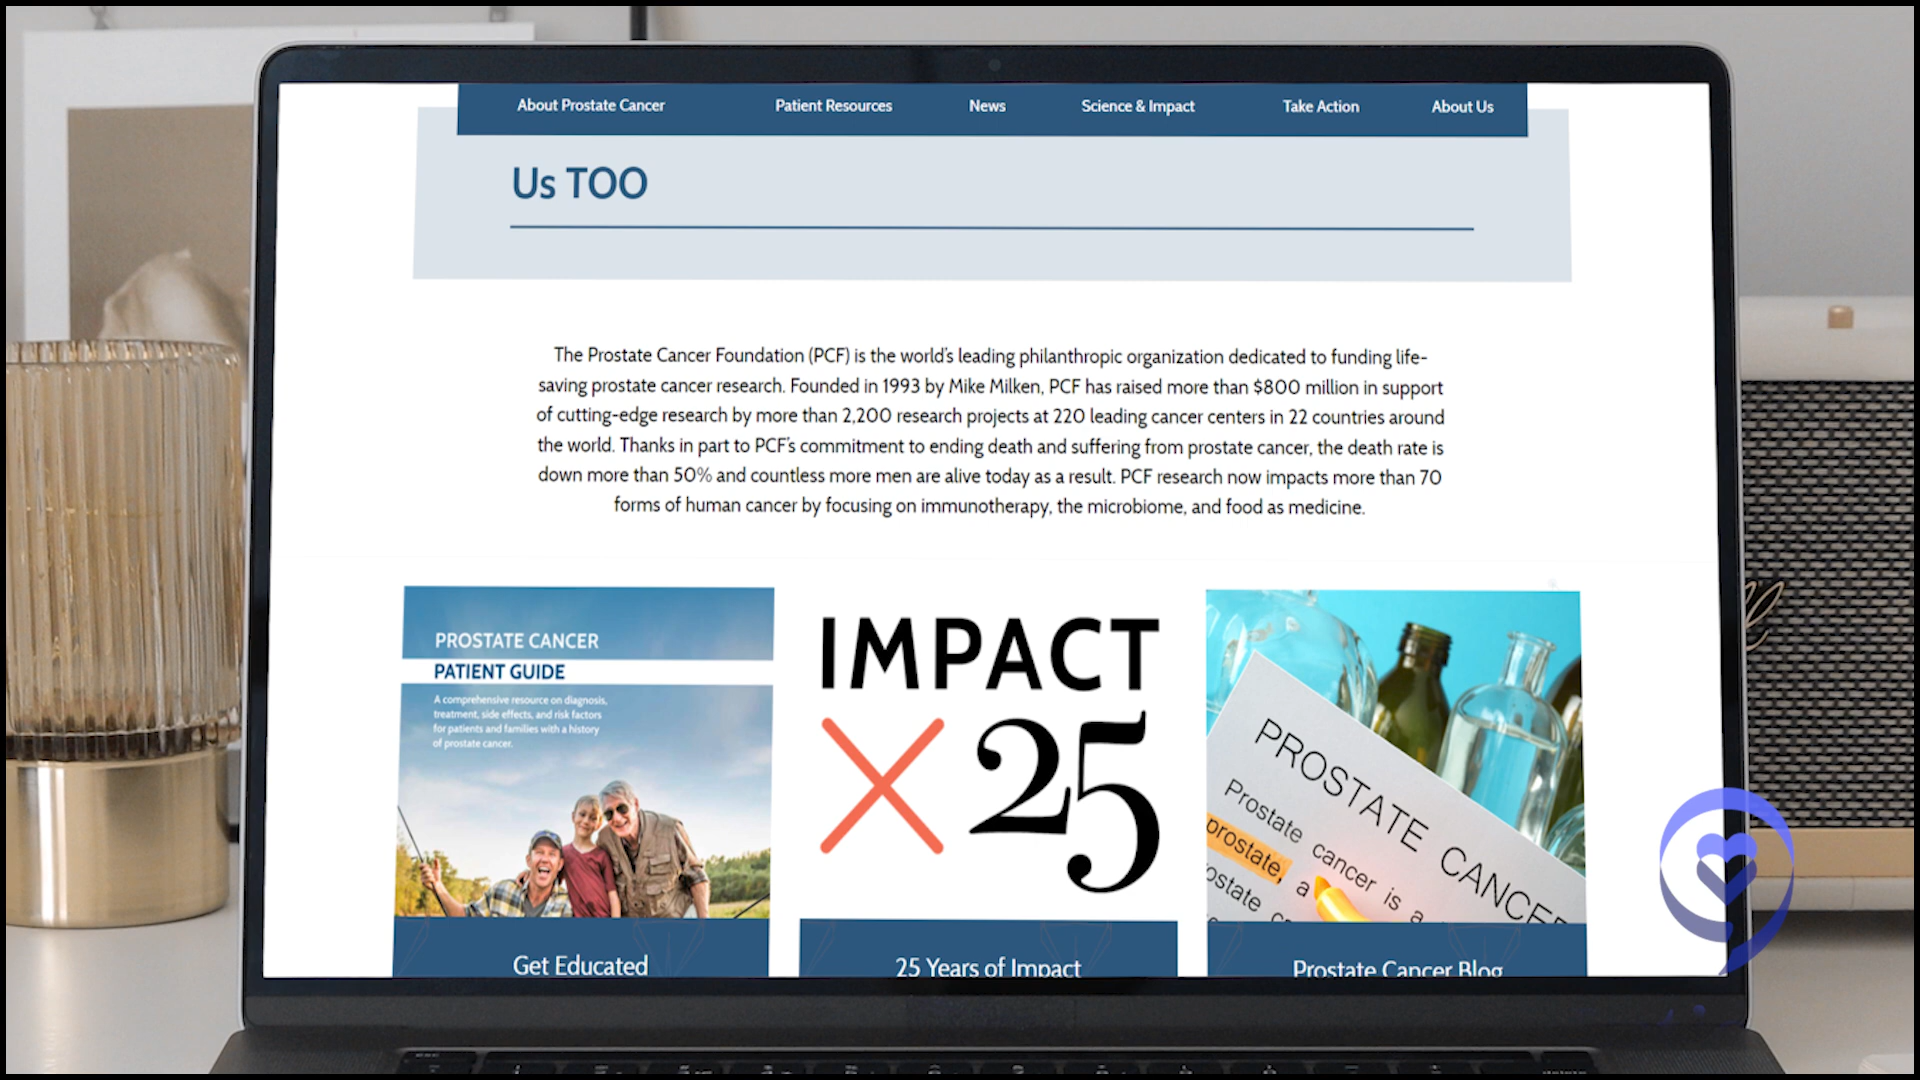 About Prostate Cancer Patient Resources News Science & Impact Take Action About Us
Us TOO
The Prostate Cancer Foundation (PCF) is the world's leading philanthropic organization dedicated to funding life-
saving prostate cancer research. Founded in 1993 by Mike Milken, PCF has raised more than $800 million in support
of cutting-edge research by more than 2,200 research projects at 220 leading cancer centers in 22 countries around
the world. Thanks in part to PCF's commitment to ending death and suffering from prostate cancer, the death rate is
down more than 50% and countless more men are alive today as a result. PCF research now impacts more than 70
forms of human cancer by focusing on immunotherapy, the microbiome, and food as medicine.
PROSTATE CANCER
PATIENT GUIDE
A comprehensive resource on diagnosis,
treatment, side effects, and risk factors
for patients and families with a history
of prostate cancer.
Get Educated
IMPACT
X 25
25 Years of Impact
PROSTATE CANCER
Prostate cancer is a
prostate, a
Prostate Cancer Blog